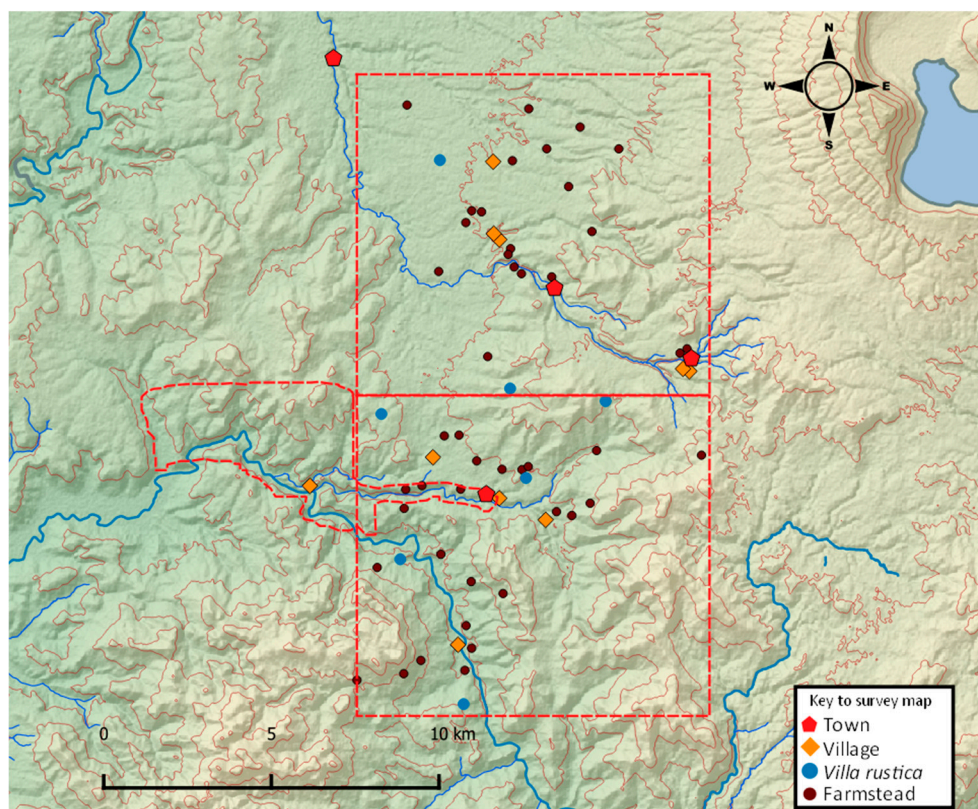 N
W E
S
0 5 10 km
Key to survey map
Town
Village
Villa rustica
Farmstead